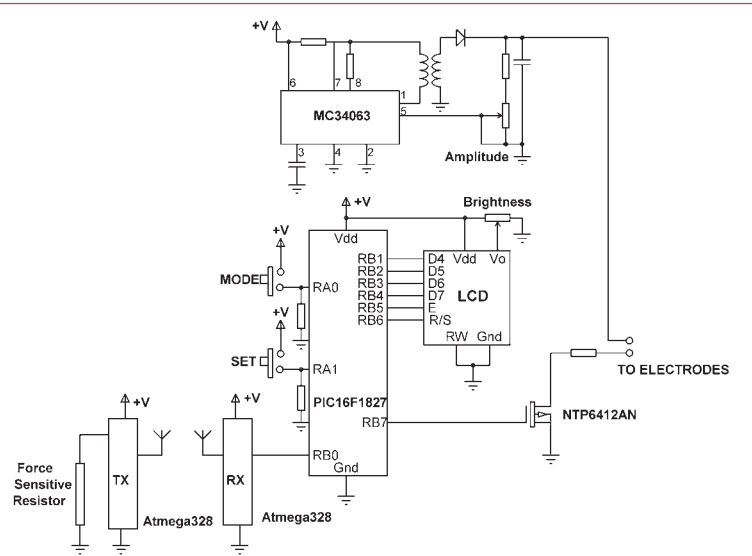 +V
6
7
8
1
MC34063
5
3
4
2
Amplitude
+V
Brightness
Vdd
+V
MODE
RA0
RB1
RB2
RB3
RB4
RB5
RB6
D4
D5
D6
D7
E
R/S
Vdd
Vo
LCD
RW
Gnd
+V
SET
RA1
PIC16F1827
TO ELECTRODES
RB7
NTP6412AN
+V
+V
RB0
Gnd
Force
Sensitive
Resistor
TX
RX
Atmega328
Atmega328